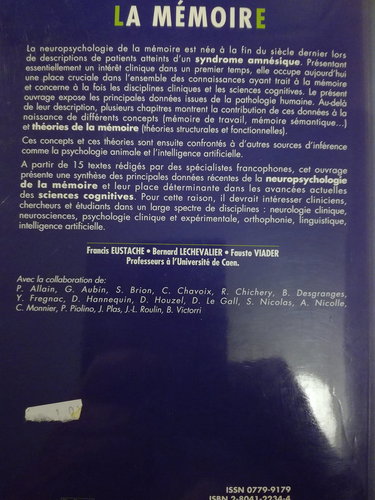 LA MÉMOIRE
La neuropsychologie de la mémoire est née à la fin du siècle dernier lors
de descriptions de patients atteints d'un syndrome amnésique. Présentant
essentiellement un intérêt clinique dans un premier temps, elle occupe aujourd'hui
une place cruciale dans l'ensemble des connaissances ayant trait à la mémoire
et concerne à la fois les disciplines cliniques et les sciences cognitives. Le présent
ouvrage expose les principales données issues de la pathologie humaine. Au-delà
de leur description, plusieurs chapitres montrent la contribution de ces données à la
naissance de différents concepts (mémoire de travail, mémoire sémantique...)
et théories de la mémoire (théories structurales et fonctionnelles).
Ces concepts et ces théories sont ensuite confrontés à d'autres sources d'inférence
comme la psychologie animale et l'intelligence artificielle.
A partir de 15 textes rédigés par des spécialistes francophones, cet ouvrage
présente une synthèse des principales données récentes de la neuropsychologie
de la mémoire et leur place déterminante dans les avancées actuelles
des sciences cognitives. Pour cette raison, il devrait intéresser cliniciens,
chercheurs et étudiants dans un large spectre de disciplines : neurologie clinique,
neurosciences, psychologie clinique et expérimentale, orthophonie, linguistique,
intelligence artificielle.
Francis EUSTACHE • Bernard LECHEVALIER • Fausto VIADER
Professeurs à l'Université de Caen.
Avec la collaboration de :
P. Allain, G. Aubin, S. Brion, C. Chavoix, R. Chichery, B. Desgranges,
Y. Fregnac, D. Hannequin, D. Houzel, D. Le Gall, S. Nicolas, A. Nicolle,
C. Monnier, P. Piolino, J. Plas, J.-L. Roulin, B. Victorri
ISSN 0779-9179
ISBN 2-8041-2234-4